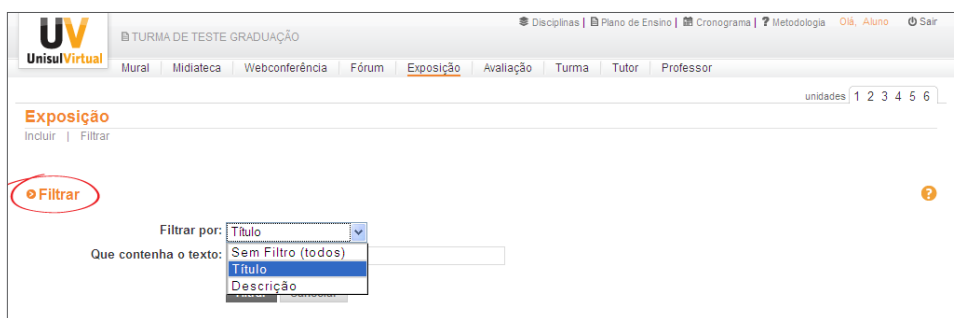 UV
UnisulVirtual
TURMA DE TESTE GRADUAÇÃO
Disciplinas | Plano de Ensino | Cronograma | ? Metodologia Olá, Aluno Sair
Mural | Midiateca | Webconferência | Fórum | Exposição | Avaliação | Turma | Tutor | Professor
unidades 1 2 3 4 5 6
Exposição
Incluir | Filtrar
Filtrar
?
Filtrar por: Título
Que contenha o texto:
Sem Filtro (todos)
Título
Descrição